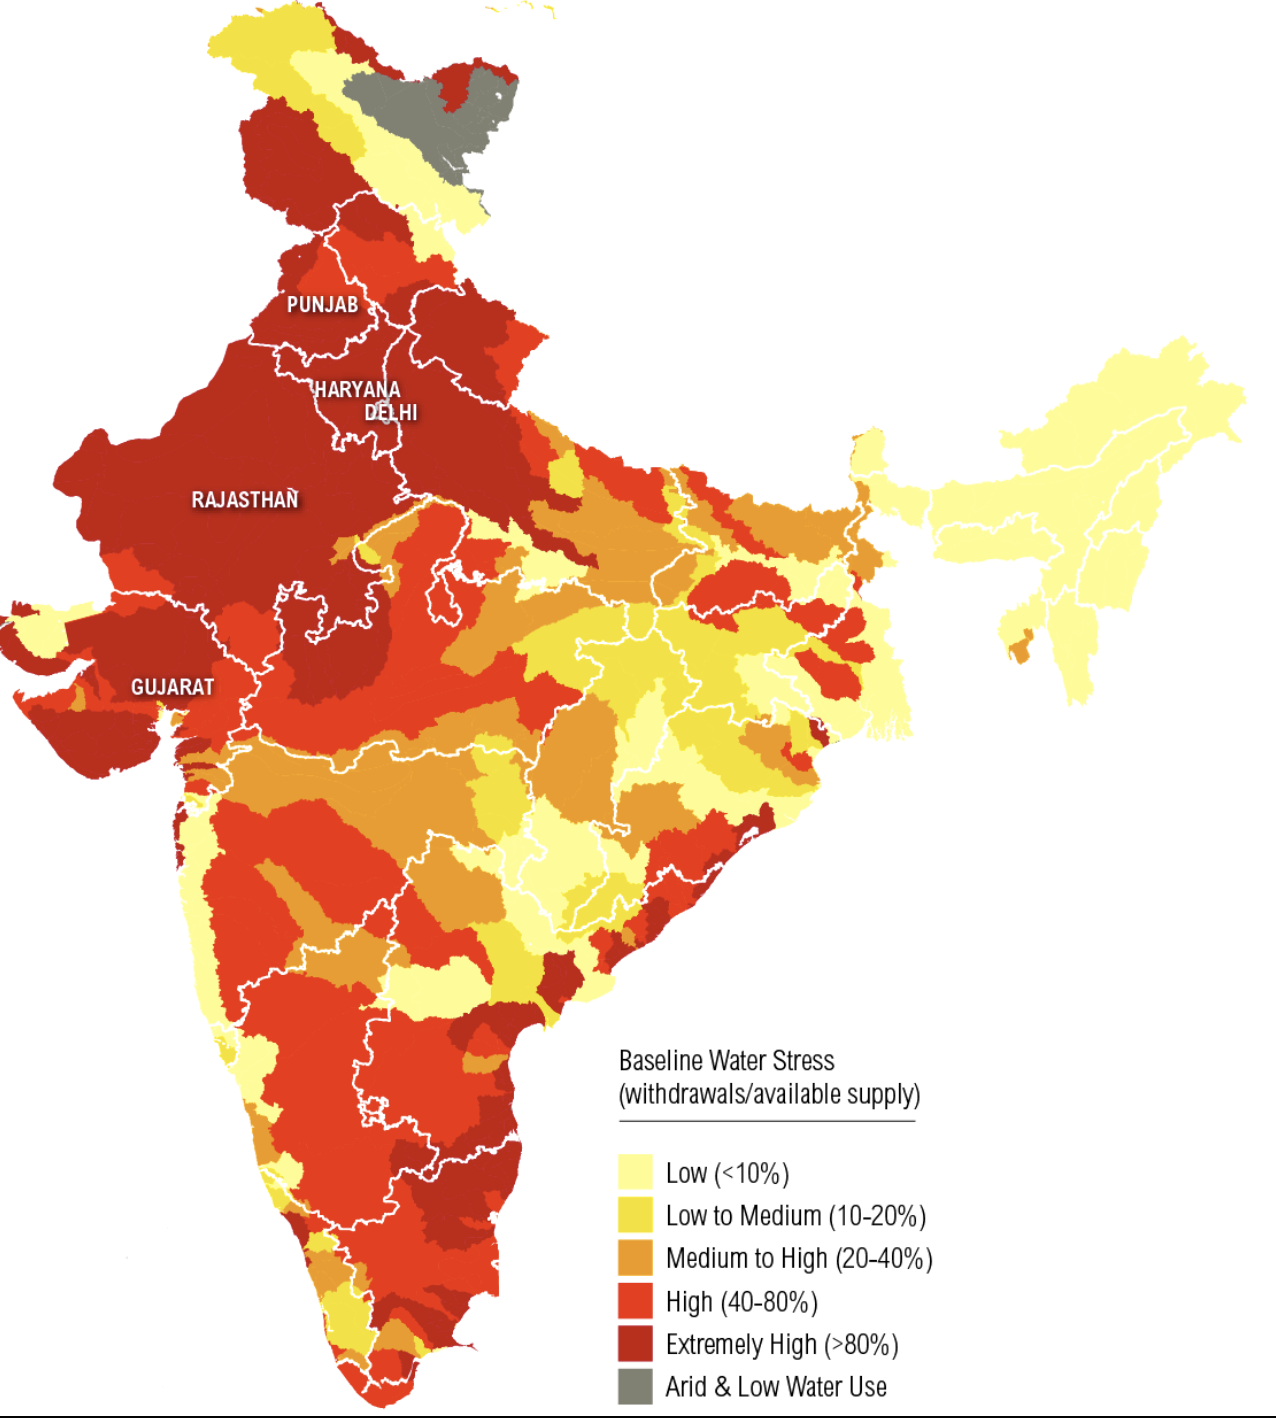 PUNJAB
HARYANA
DELHI
RAJASTHAÑ
GUJARAT
Baseline Water Stress
(withdrawals/available supply)
Low (<10%)
Low to Medium (10-20%)
Medium to High (20-40%)
High (40-80%)
Extremely High (>80%)
Arid & Low Water Use